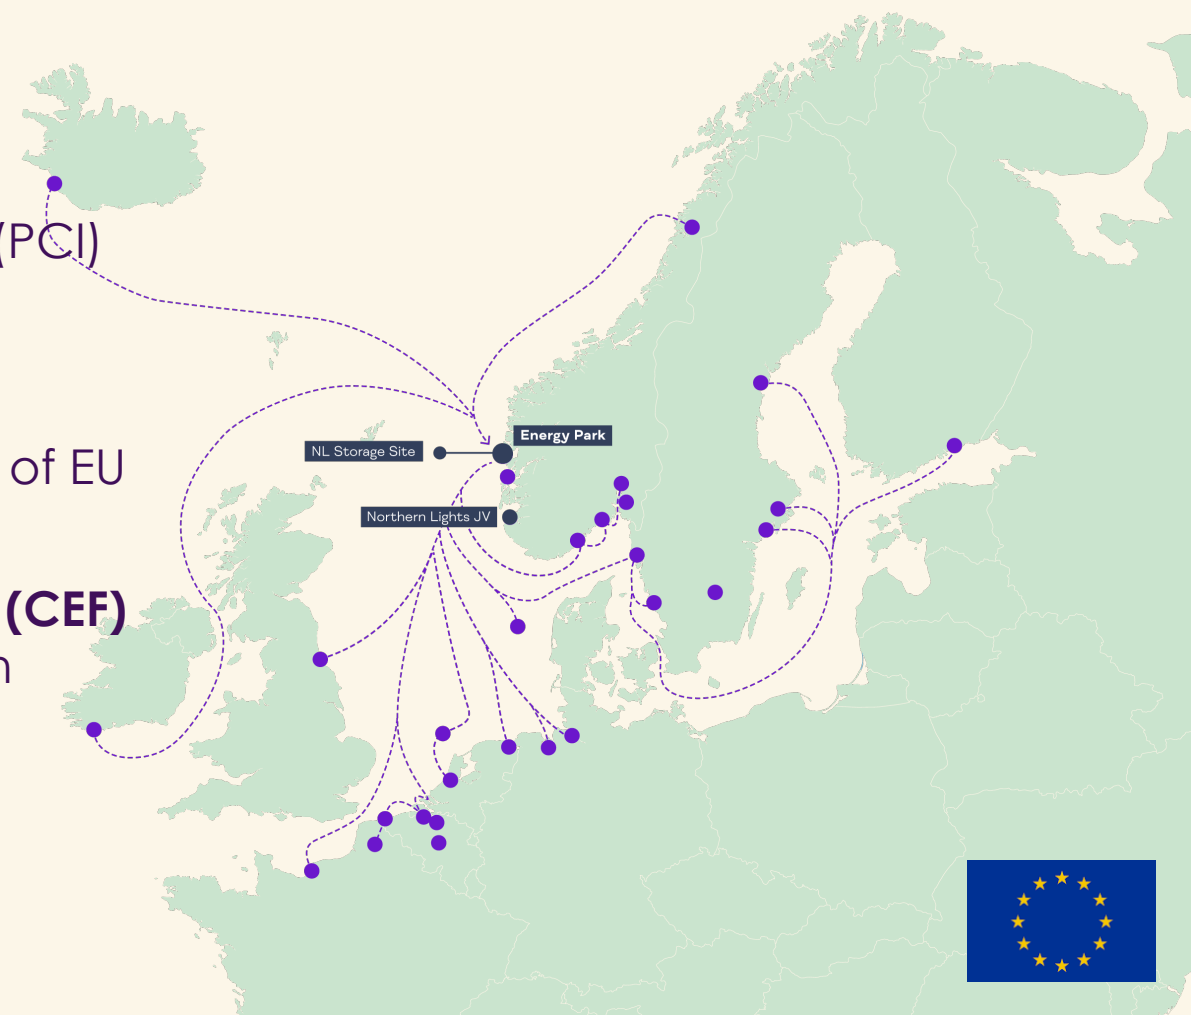 (PCI)
of EU
(CEF)
Energy Park
NL Storage Site
Northern Lights JV